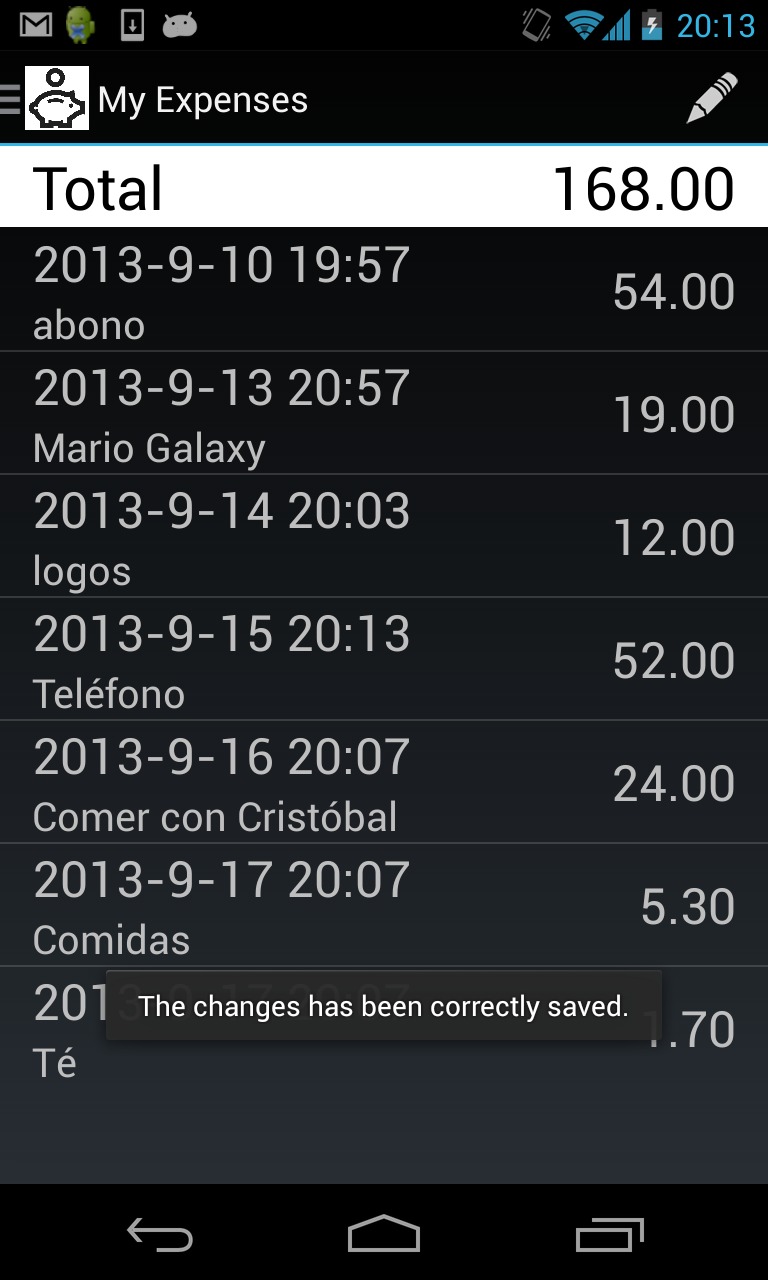 20:13
My Expenses
Total 168.00
2013-9-10 19:57
54.00
abono
2013-9-13 20:57
19.00
Mario Galaxy
2013-9-14 20:03
12.00
logos
2013-9-15 20:13
52.00
Teléfono
2013-9-16 20:07
24.00
Comer con Cristóbal
2013-9-17 20:07
5.30
Comidas
The changes has been correctly saved.
1.70
Té